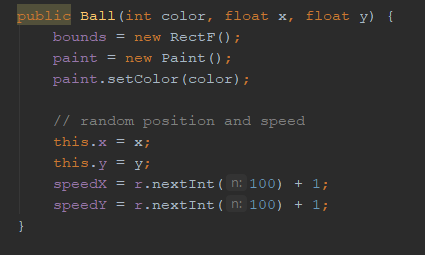 public Ball(int color, float x, float y) {
bounds = new RectF();
paint = new Paint();
paint.setColor(color);
// random position and speed
this.x = x;
this.y = y;
speedX = r.nextInt( n: 100) + 1;
speedY = r.nextInt( n: 100) + 1;
}